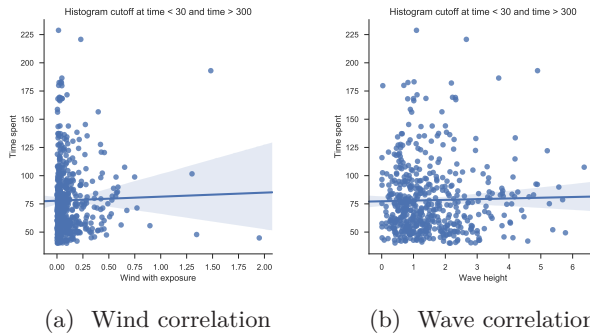 Histogram cutoff at time < 30 and time > 300
225
200
175
150
125
100
75
50
Time spent
0.00 0.25 0.50 0.75 1.00 1.25 1.50 1.75 2.00
Wind with exposure
(a) Wind correlation
Histogram cutoff at time < 30 and time > 300
225
200
175
150
125
100
75
50
Time spent
0 1 2 3 4 5 6
Wave height
(b) Wave correlation